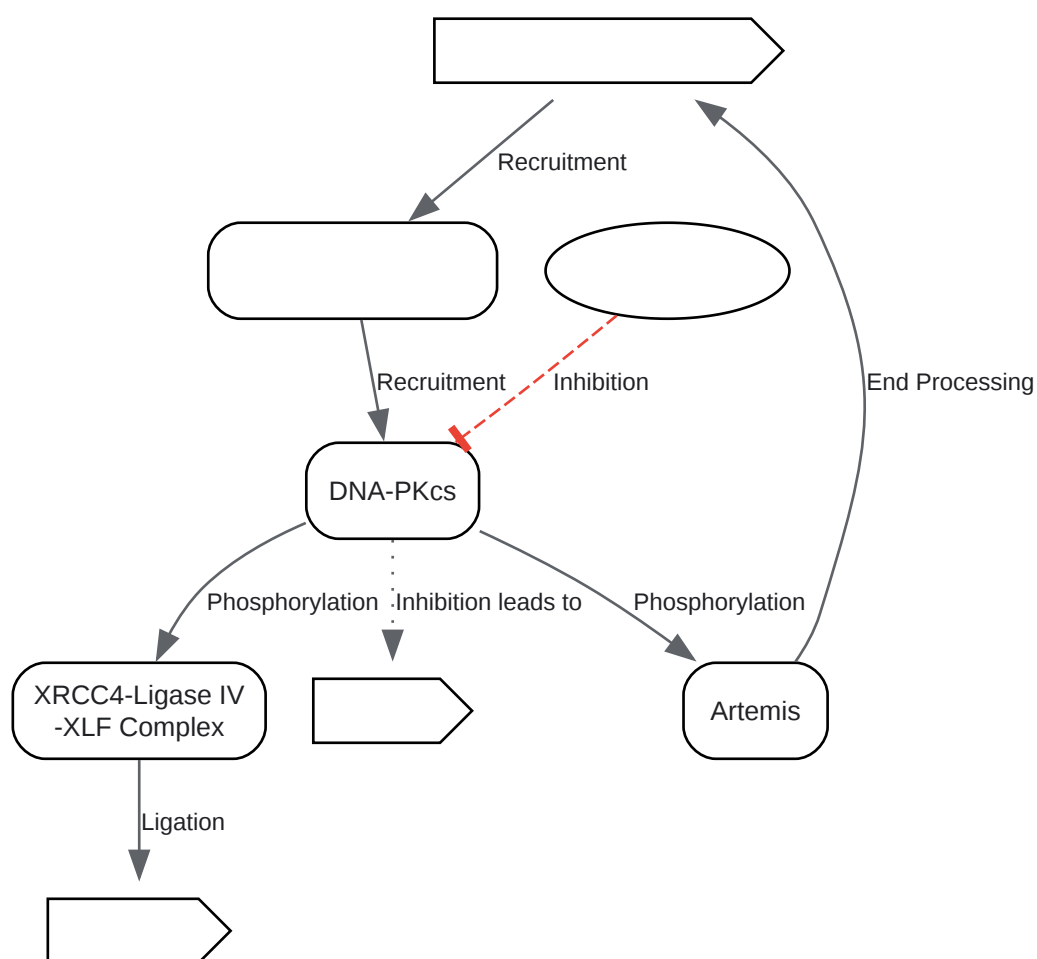 Recruitment
Recruitment
Inhibition
End Processing
DNA-PKcs
Phosphorylation
Inhibition leads to
Phosphorylation
XRCC4-Ligase IV
-XLF Complex
Artemis
Ligation